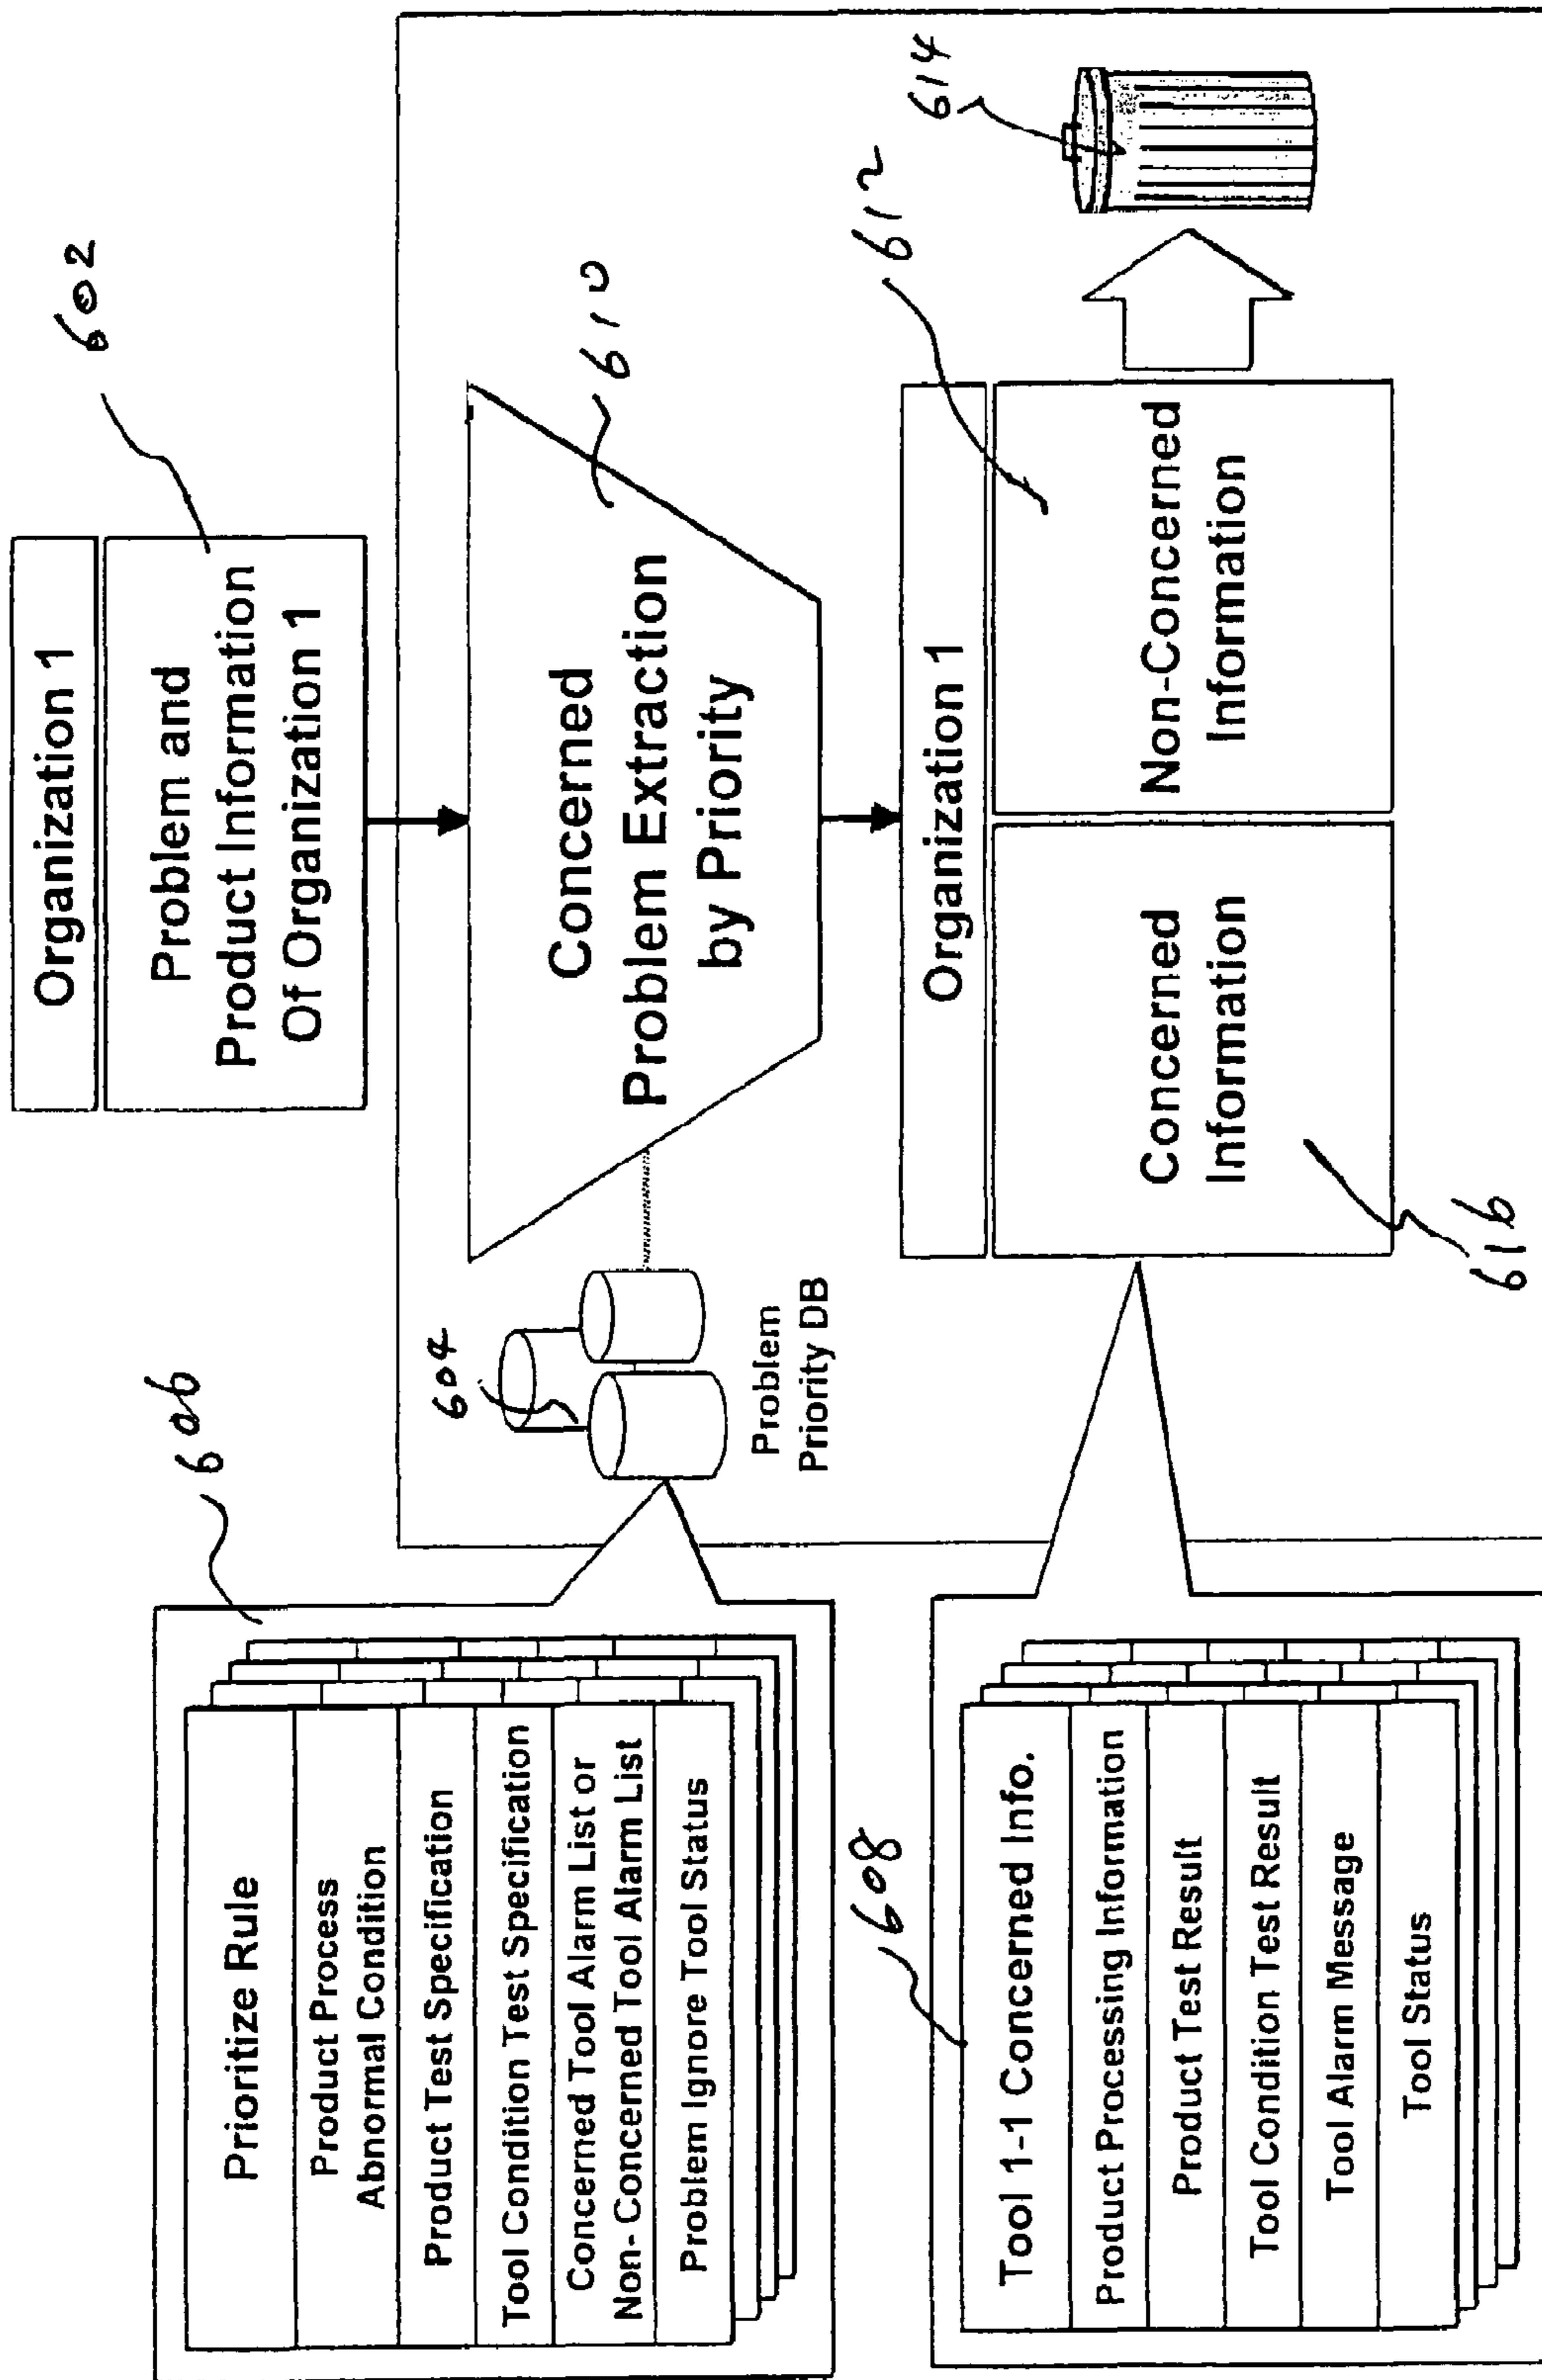 Organization 1
Problem and
Product Information
Of Organization 1
602
606
Prioritize Rule
Product Process
Abnormal Condition
Product Test Specification
Tool Condition Test Specification
Concerned Tool Alarm List or
Non- Concerned Tool Alarm List
Problem Ignore Tool Status
604
Problem
Priority DB
Concerned
Problem Extraction
by Priority
610
608
Tool 1-1 Concerned Info.
Product Processing Information
Product Test Result
Tool Condition Test Result
Tool Alarm Message
Tool Status
Organization 1
Concerned
Information
616
Non-Concerned
Information
612
614